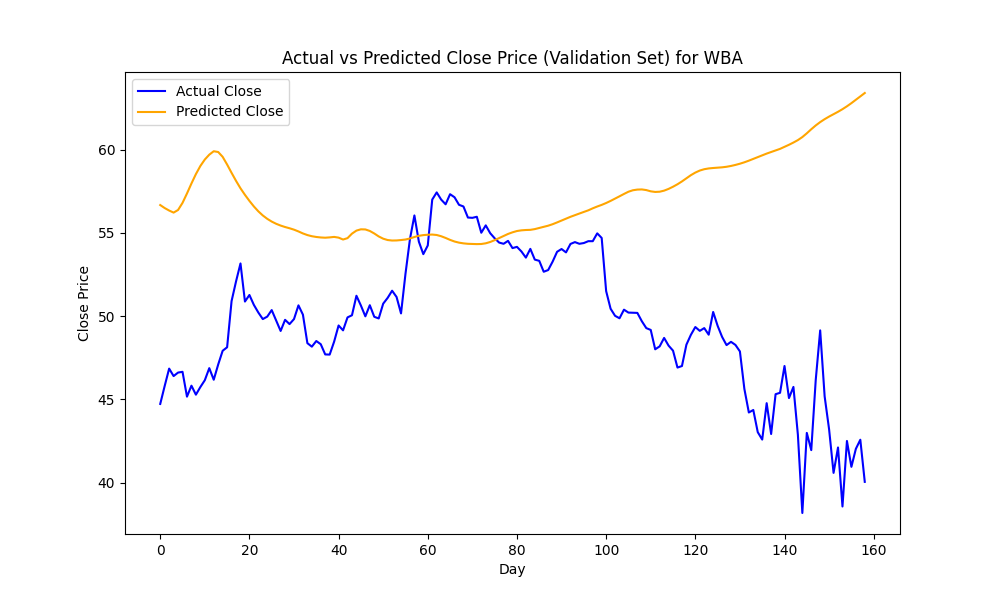 Actual vs Predicted Close Price (Validation Set) for WBA
Actual Close
Predicted Close
Close Price
60
55
50
45
40
0 20 40 60 80 100 120 140 160
Day